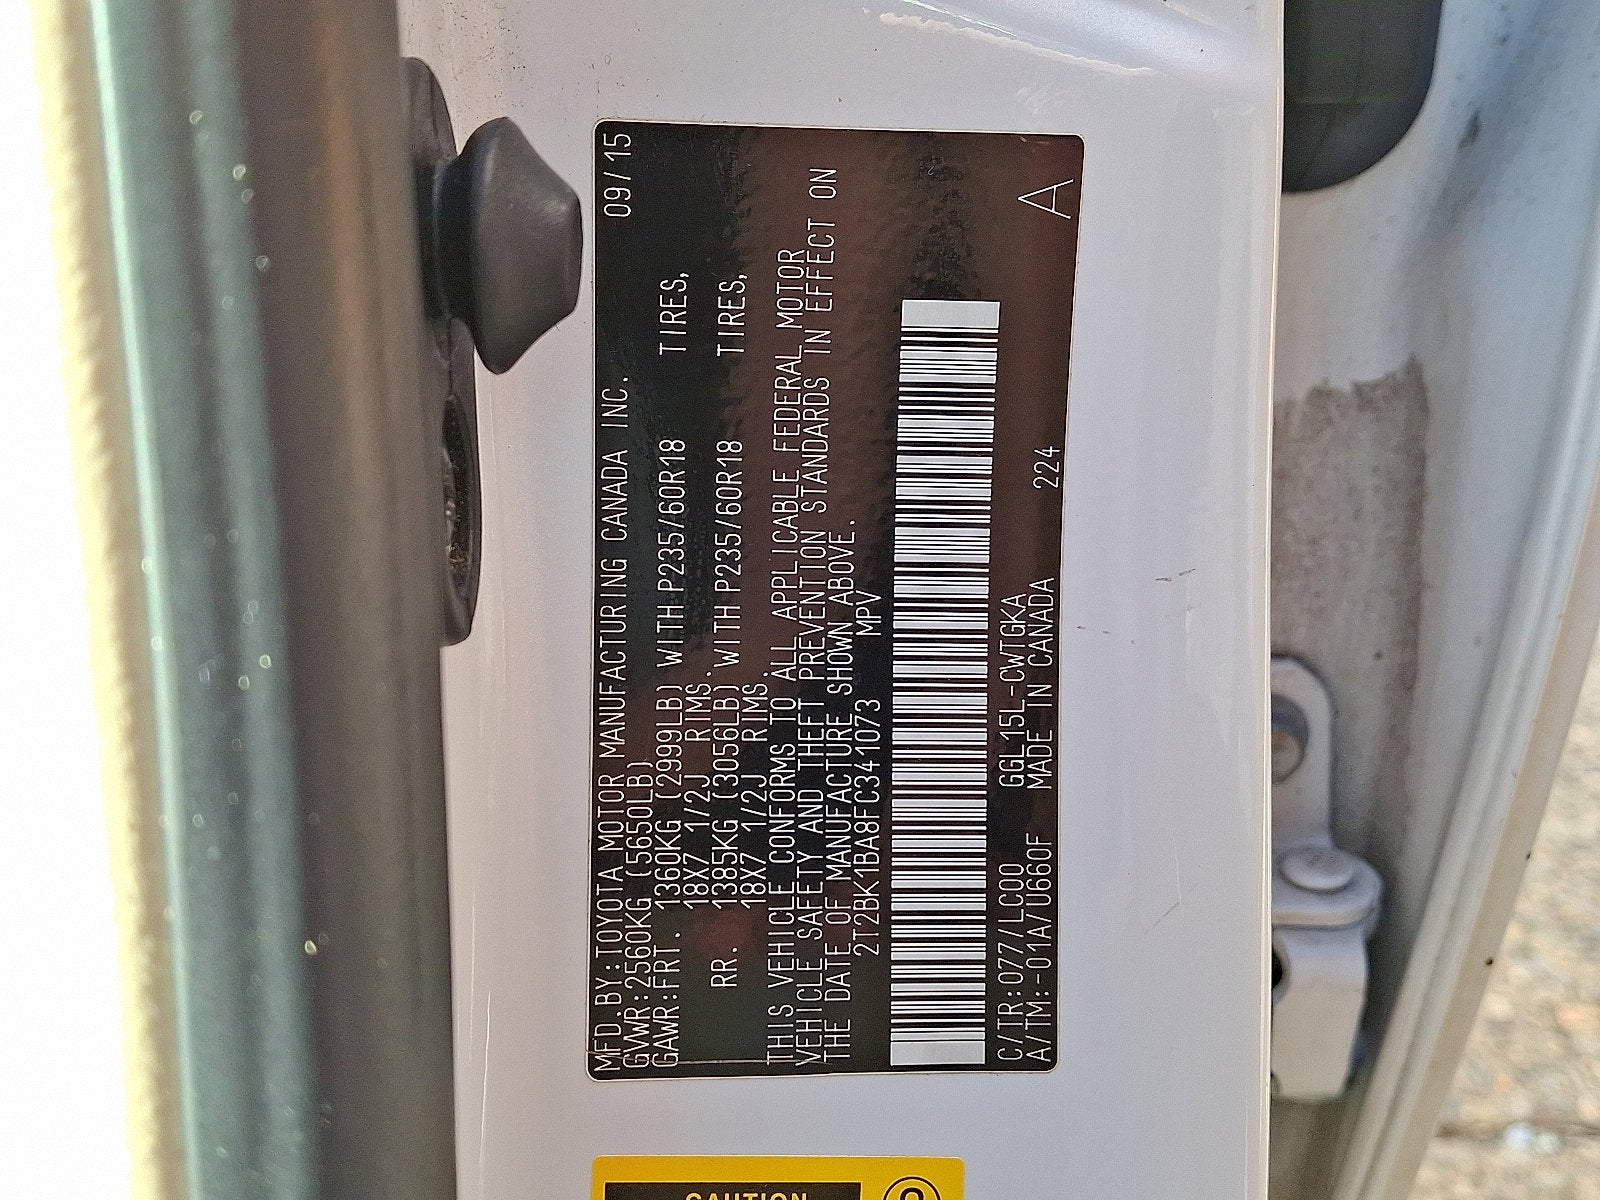 MFD.BY:TOYOTA MOTOR MANUFACTURING CANADA INC. 09/15
GVWR:2560KG (5650LB)
GAWR:FRT. 1360KG (2999LB) WITH P235/60R18 TIRES,
18X7 1/2J RIMS.
RR. 1385KG (3056LB) WITH P235/60R18 TIRES,
18X7 1/2J RIMS.
THIS VEHICLE CONFORMS TO ALL APPLICABLE FEDERAL MOTOR
VEHICLE SAFETY AND THEFT PREVENTION STANDARDS IN EFFECT ON
THE DATE OF MANUFACTURE SHOWN ABOVE.
2T2BK1BA8FC341073 MPV
C/TR:077/LC00 GGL15L-CWTGKA
A/TM:-01A/U660F MADE IN CANADA 224 A
CAUTION